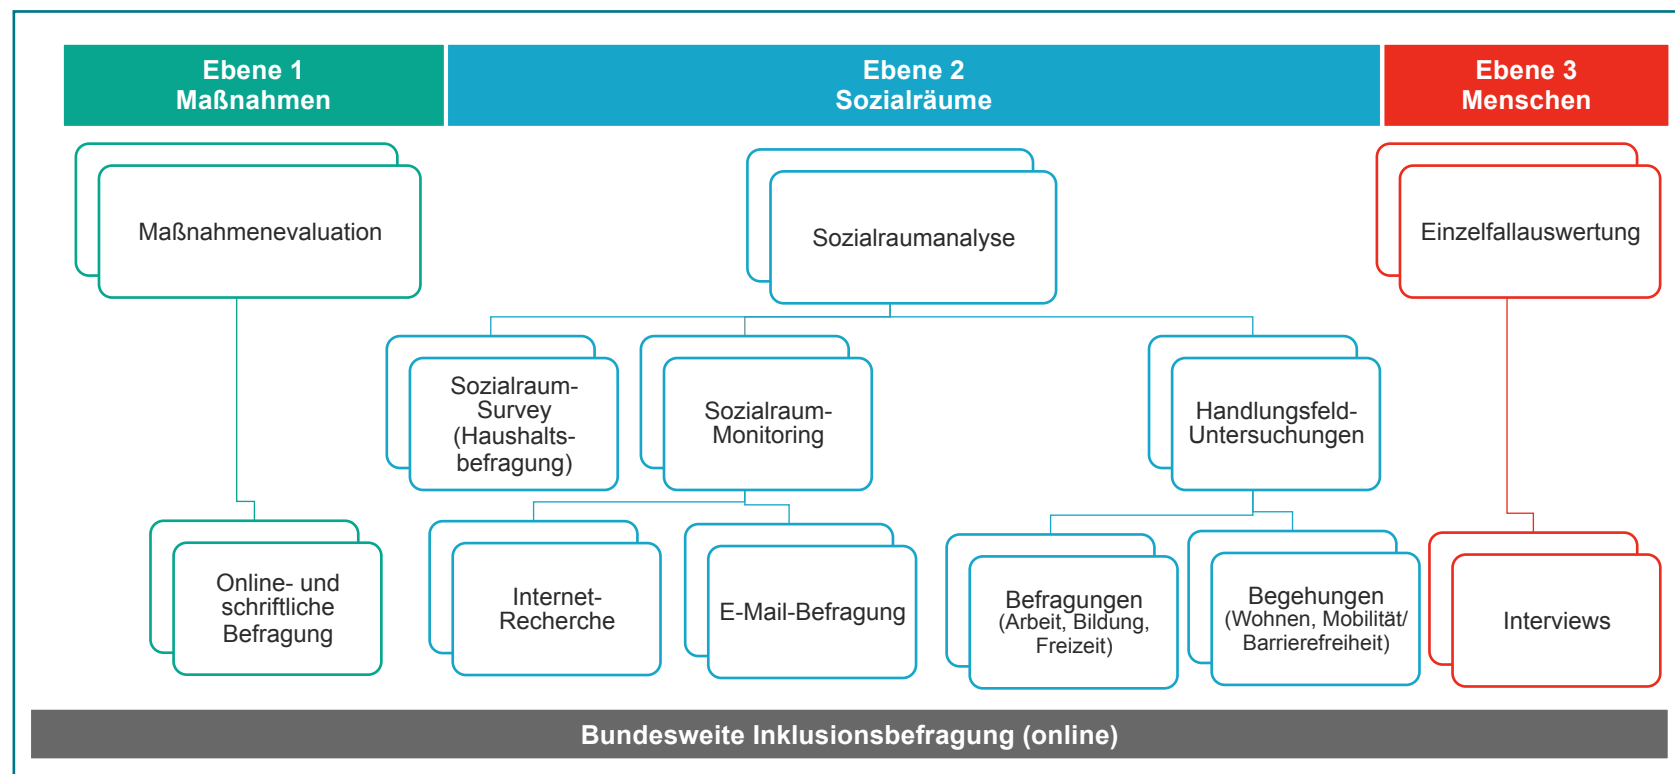 Ebene 1
Maßnahmen
Ebene 2
Sozialräume
Ebene 3
Menschen
Maßnahmenevaluation
Sozialraumanalyse
Einzelfallauswertung
Sozialraum-
Survey
(Haushalts-
befragung)
Sozialraum-
Monitoring
Handlungsfeld-
Untersuchungen
Online- und
schriftliche
Befragung
Internet-
Recherche
E-Mail-Befragung
Befragungen
(Arbeit, Bildung,
Freizeit)
Begehungen
(Wohnen, Mobilität/
Barrierefreiheit)
Interviews
Bundesweite Inklusionsbefragung (online)